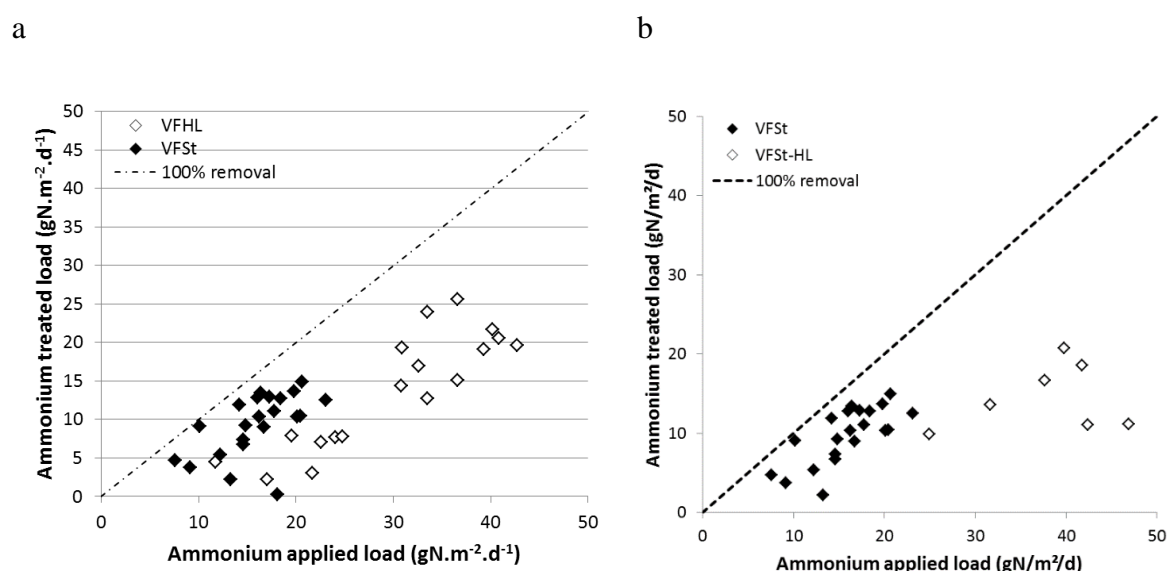 a
50
45
40
35
30
25
20
15
10
5
0
Ammonium treated load (gN.m⁻².d⁻¹)
VFHL
VFSt
100% removal
0 10 20 30 40 50
Ammonium applied load (gN.m⁻².d⁻¹)
b
50
40
30
20
10
0
Ammonium treated load (gN/m²/d)
VFSt
VFSt-HL
100% removal
0 10 20 30 40 50
Ammonium applied load (gN/m²/d)